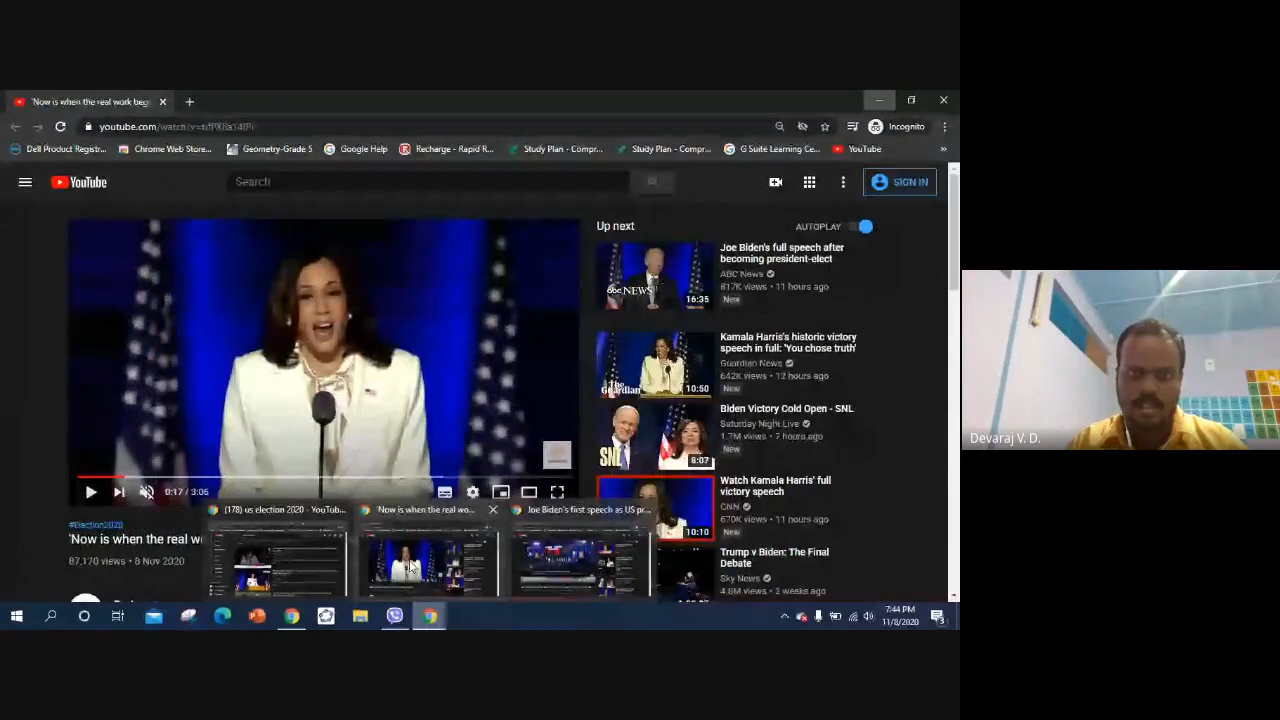 'Now is when the real work beg
youtube.com/watch?v=
Incognito
Dell Product Registr...
Chrome Web Store...
Geometry-Grade 5
Google Help
Recharge - Rapid R...
Study Plan - Compr...
Study Plan - Compr...
G Suite Learning Ce...
YouTube
»
YouTube
Search
SIGN IN
Up next
AUTOPLAY
Joe Biden's full speech after
becoming president-elect
ABC News
817K views • 11 hours ago
New
abc NEWS
16:35
Kamala Harris's historic victory
speech in full: 'You chose truth'
Guardian News
642K views • 12 hours ago
New
The
Guardian
10:50
Biden Victory Cold Open - SNL
Saturday Night Live
1.7M views • 7 hours ago
New
SNL
8:07
Watch Kamala Harris' full
victory speech
CNN
670K views • 11 hours ago
New
10:10
Trump v Biden: The Final
Debate
Sky News
4.8M views • 2 weeks ago
0:17 / 3:06
#Election2020
'Now is when the real w
87,170 views • 8 Nov 2020
(178) us election 2020 - YouTub...
'Now is when the real wo...
Joe Biden's first speech as US pr...
7:44 PM
11/8/2020
3
Devaraj V. D.